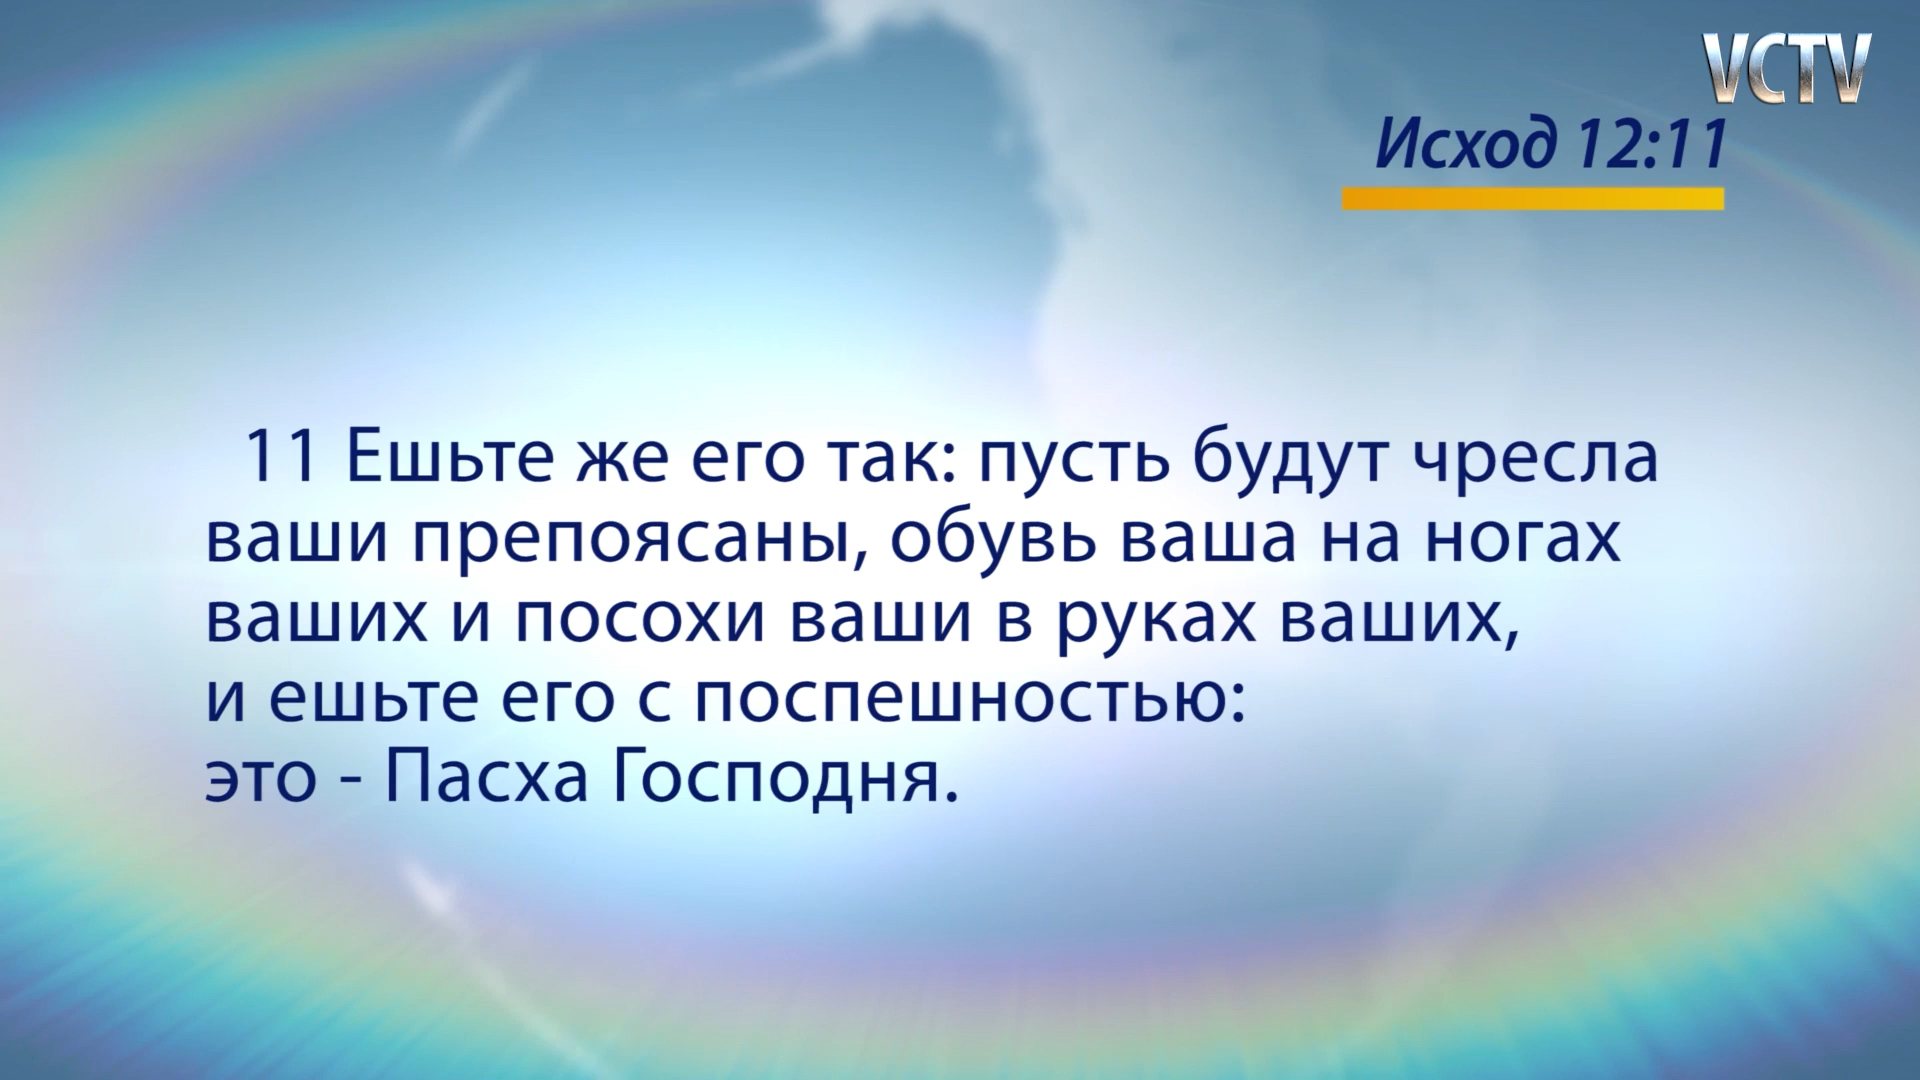 VCTV
Исход 12:11
11 Ешьте же его так: пусть будут чресла
ваши препоясаны, обувь ваша на ногах
ваших и посохи ваши в руках ваших,
и ешьте его с поспешностью:
это - Пасха Господня.